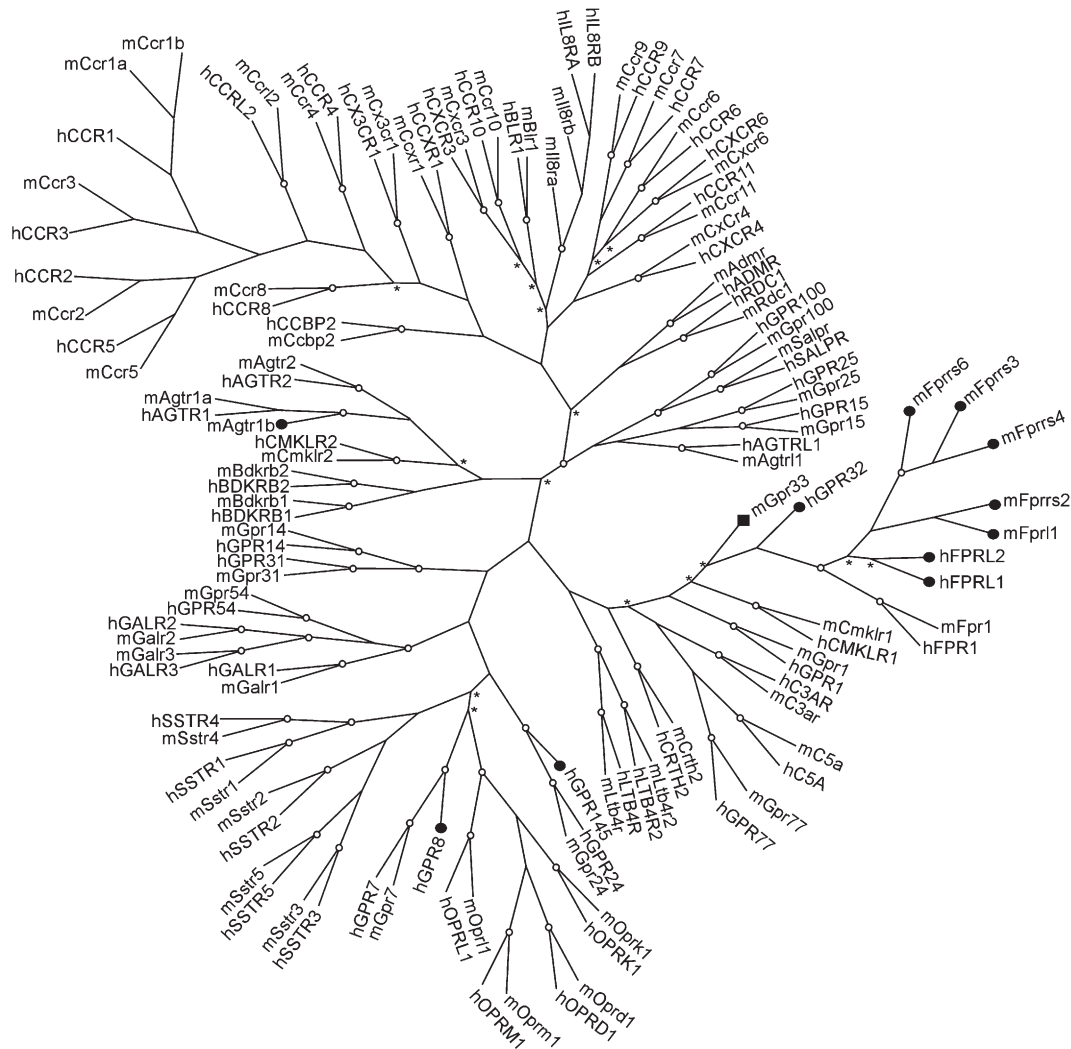 mCcr1b
mCcr1a
hCCR1
mCcr3
hCCR3
hCCR2
mCcr2
hCCR5
mCcr5
hCCRL2
mCcrl2
mCcr4
hCCR4
hCX3CR1
mCx3cr1
mCcxr1
hCCXR1
hCXCR3
mCxcr3
hCCR10
mCcr10
hBLR1
mBlr1
mIl8ra
mIl8rb
hIL8RA
hIL8RB
mCcr9
hCCR9
mCcr7
hCCR7
mCcr6
hCCR6
hCXCR6
mCxcr6
hCCR11
mCcr11
mCxCr4
hCXCR4
mAdmr
hADMR
hRDC1
mRdc1
hGPR100
mGpr100
mSalpr
hSALPR
hGPR25
mGpr25
hGPR15
mGpr15
hAGTRL1
mAgtrl1
mCcr8
hCCR8
hCCBP2
mCcbp2
mAgtr2
hAGTR2
mAgtr1a
hAGTR1
mAgtr1b
hCMKLR2
mCmklr2
mBdkrb2
hBDKRB2
mBdkrb1
hBDKRB1
mGpr14
hGPR14
hGPR31
mGpr31
mGpr54
hGPR54
hGALR2
mGalr2
mGalr3
hGALR3
hGALR1
mGalr1
hSSTR4
mSstr4
hSSTR1
mSstr1
mSstr2
hSSTR2
mSstr5
hSSTR5
mSstr3
hSSTR3
hGPR7
mGpr7
hGPR8
hOPRL1
mOprl1
hOPRM1
mOprm1
hOPRD1
mOprd1
hOPRK1
mOprk1
mGpr24
hGPR24
hGPR145
mLtb4r
hLTB4R
hLTB4R2
mLtb4r2
hCRTH2
mCrth2
hGPR77
mGpr77
hC5A
mC5a
mC3ar
hC3AR
hGPR1
mGpr1
hCMKLR1
mCmklr1
mGpr33
hGPR32
mFprrs6
mFprrs3
mFprrs4
mFprrs2
mFprl1
hFPRL2
hFPRL1
mFpr1
hFPR1